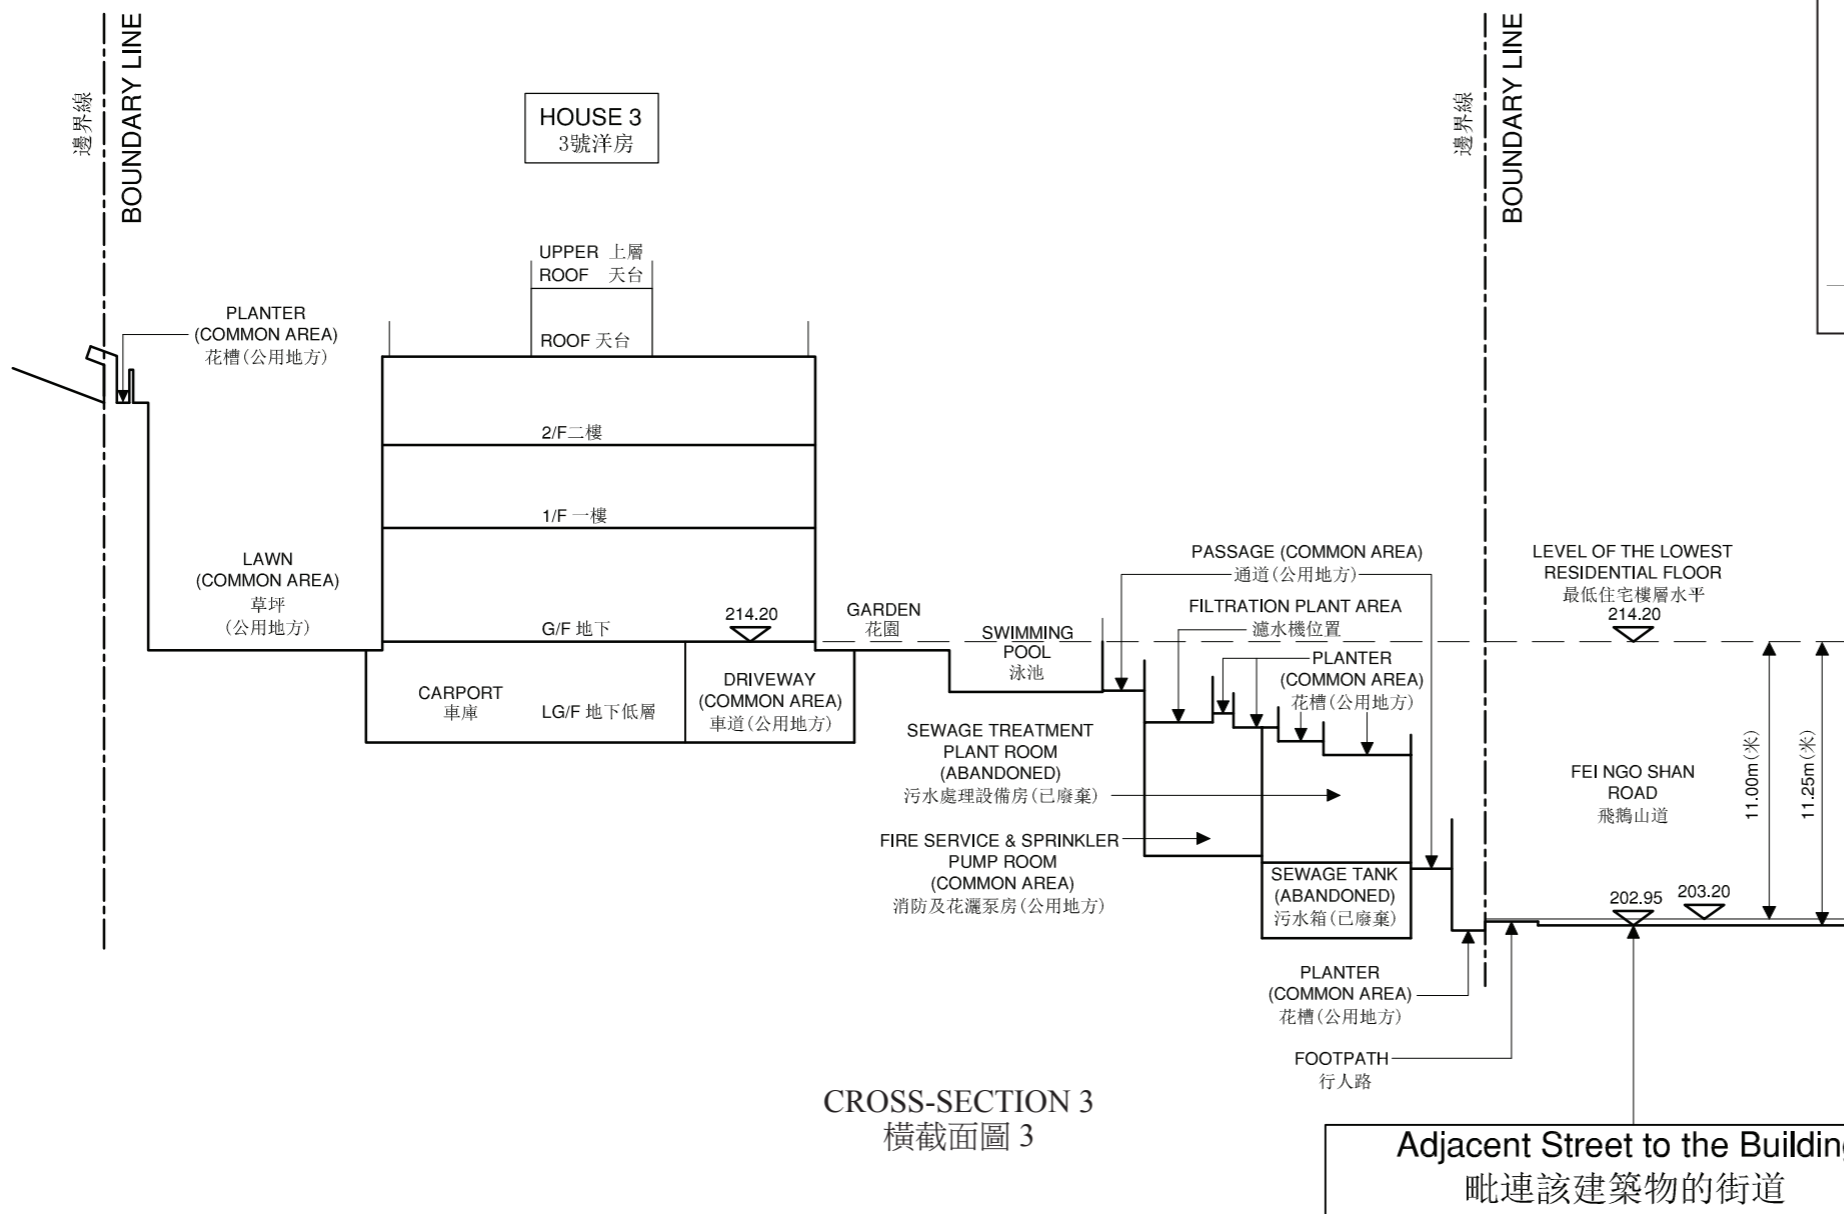 邊界線
BOUNDARY LINE
HOUSE 3
3號洋房
邊界線
BOUNDARY LINE
UPPER 上層
ROOF 天台
ROOF 天台
PLANTER
(COMMON AREA)
花槽(公用地方)
2/F二樓
1/F 一樓
G/F 地下
214.20
LAWN
(COMMON AREA)
草坪
(公用地方)
GARDEN
花園
SWIMMING
POOL
泳池
PASSAGE (COMMON AREA)
通道(公用地方)
FILTRATION PLANT AREA
濾水機位置
PLANTER
(COMMON AREA)
花槽(公用地方)
LEVEL OF THE LOWEST
RESIDENTIAL FLOOR
最低住宅樓層水平
214.20
CARPORT
車庫
LG/F 地下低層
DRIVEWAY
(COMMON AREA)
車道(公用地方)
SEWAGE TREATMENT
PLANT ROOM
(ABANDONED)
污水處理設備房(已廢棄)
FIRE SERVICE & SPRINKLER
PUMP ROOM
(COMMON AREA)
消防及花灑泵房(公用地方)
SEWAGE TANK
(ABANDONED)
污水箱(已廢棄)
FEI NGO SHAN
ROAD
飛鵝山道
11.00m(米)
11.25m(米)
202.95
203.20
PLANTER
(COMMON AREA)
花槽(公用地方)
FOOTPATH
行人路
CROSS-SECTION 3
橫截面圖 3
Adjacent Street to the Building
毗連該建築物的街道